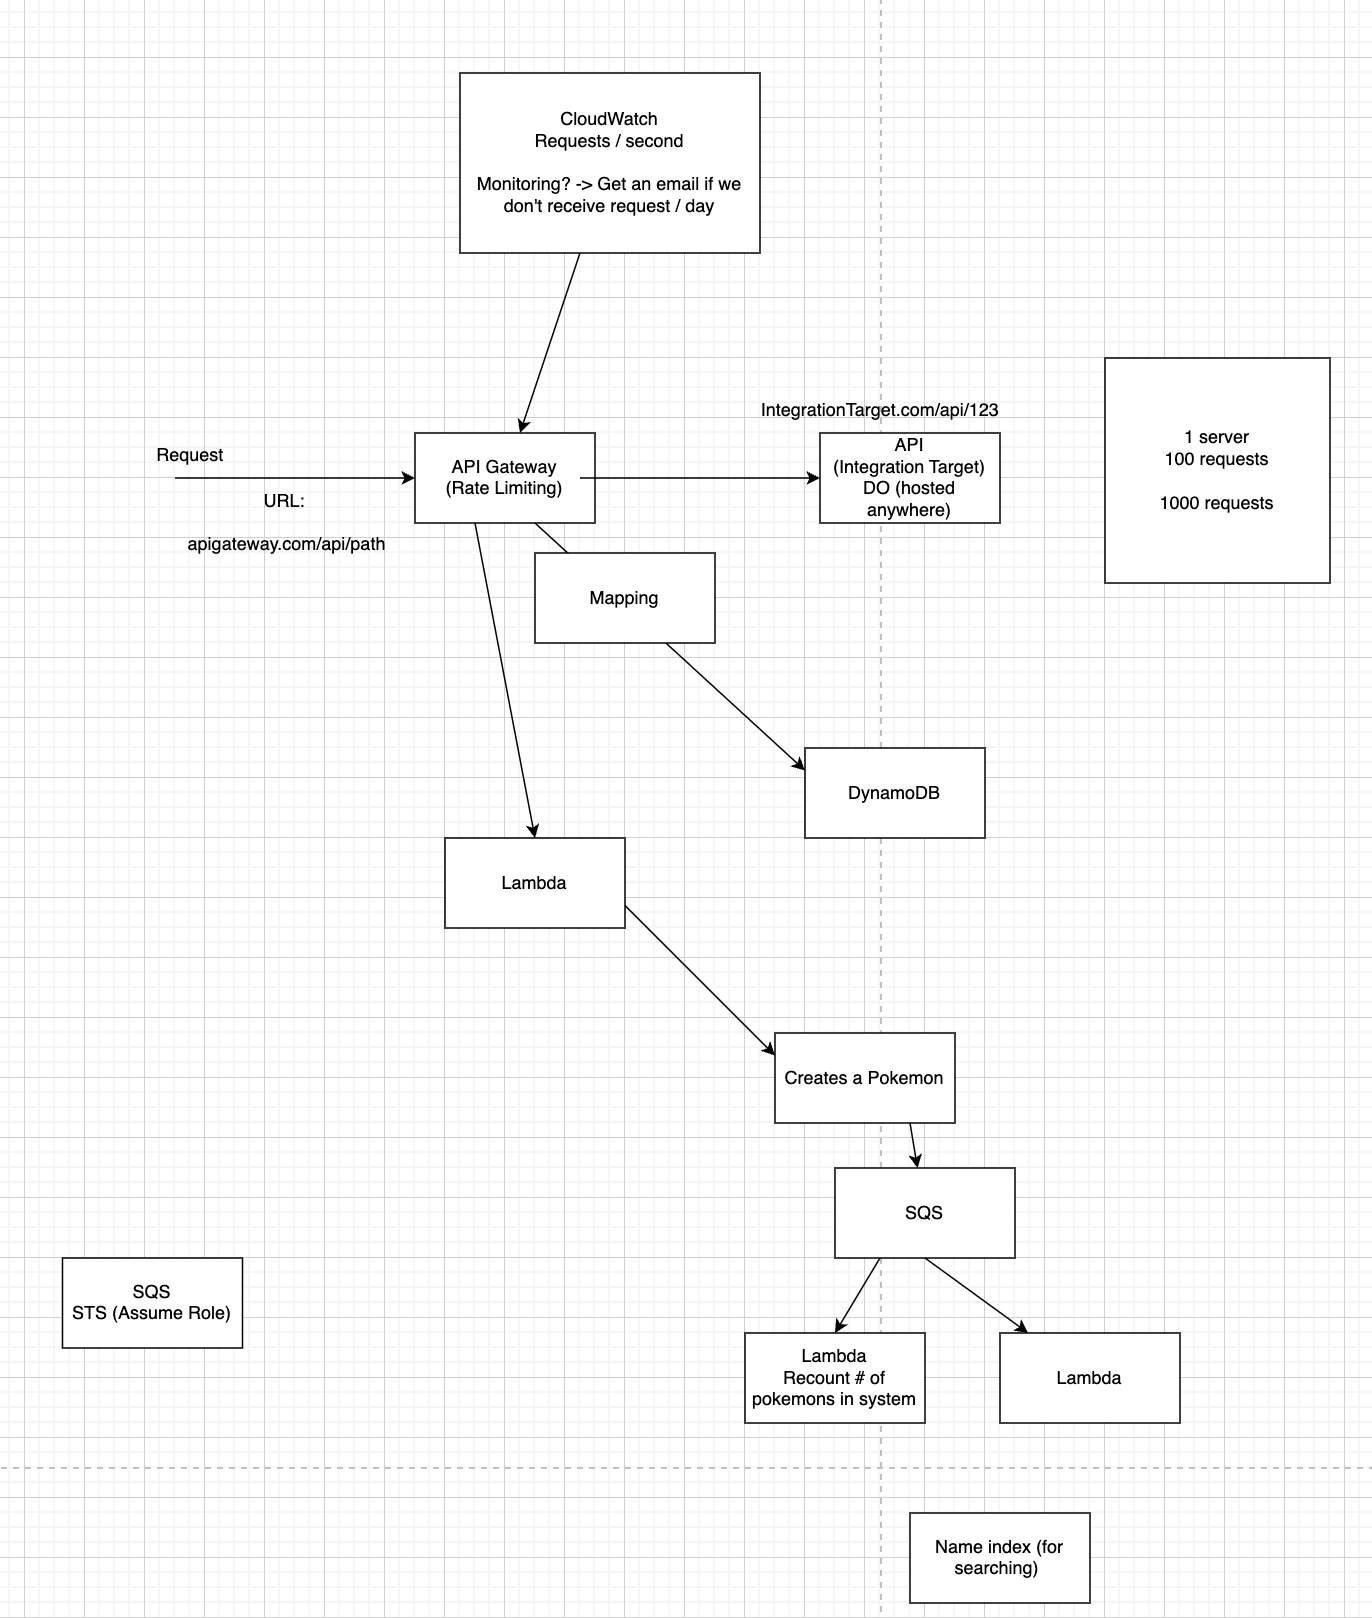 CloudWatch
Requests / second
Monitoring? -> Get an email if we
don't receive request / day
IntegrationTarget.com/api/123
Request
URL:
apigateway.com/api/path
API Gateway
(Rate Limiting)
API
(Integration Target)
DO (hosted
anywhere)
1 server
100 requests
1000 requests
Mapping
DynamoDB
Lambda
Creates a Pokemon
SQS
SQS
STS (Assume Role)
Lambda
Recount # of
pokemons in system
Lambda
Name index (for
searching)